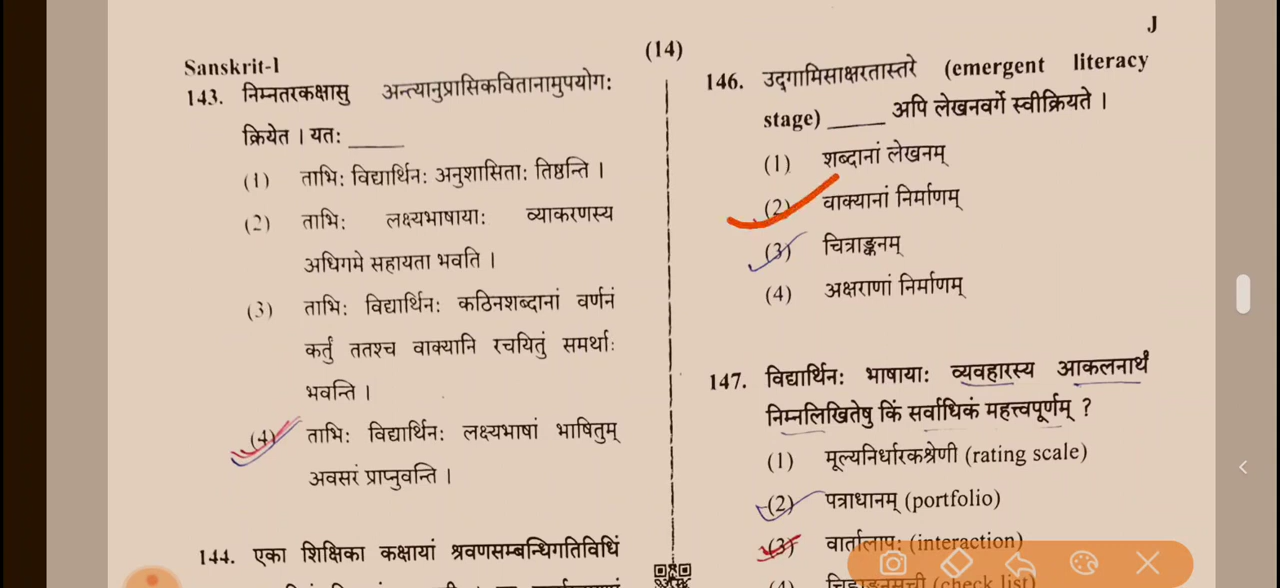 J
(14)
Sanskrit-I
143. निम्नतरकक्षासु अन्त्यानुप्रासिकवितानामुपयोगः
क्रियेत । यतः ____
(1) ताभिः विद्यार्थिनः अनुशासिताः तिष्ठन्ति ।
(2) ताभिः लक्ष्यभाषायाः व्याकरणस्य
अधिगमे सहायता भवति ।
(3) ताभिः विद्यार्थिनः कठिनशब्दानां वर्णनं
कर्तुं ततश्च वाक्यानि रचयितुं समर्थाः
भवन्ति ।
(4) ताभिः विद्यार्थिनः लक्ष्यभाषां भाषितुम्
अवसरं प्राप्नुवन्ति ।
144. एका शिक्षिका कक्षायां श्रवणसम्बन्धिगतिविधिं
146. उद्गामिसाक्षरतास्तरे (emergent literacy
stage) ____ अपि लेखनवर्गे स्वीक्रियते ।
(1) शब्दानां लेखनम्
(2) वाक्यानां निर्माणम्
(3) चित्राङ्कनम्
(4) अक्षराणां निर्माणम्
147. विद्यार्थिनः भाषायाः व्यवहारस्य आकलनार्थं
निम्नलिखितेषु किं सर्वाधिकं महत्त्वपूर्णम् ?
(1) मूल्यनिर्धारकश्रेणी (rating scale)
(2) पत्राधानम् (portfolio)
(3) वार्तालापः (interaction)
(check list)